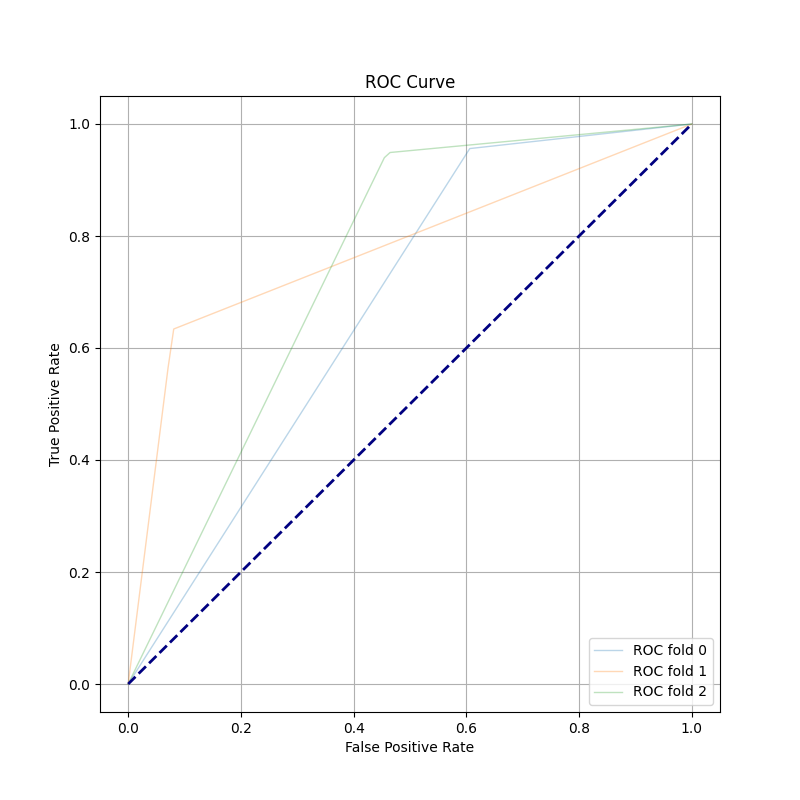 ROC Curve
True Positive Rate
1.0
0.8
0.6
0.4
0.2
0.0
0.0 0.2 0.4 0.6 0.8 1.0
False Positive Rate
ROC fold 0
ROC fold 1
ROC fold 2